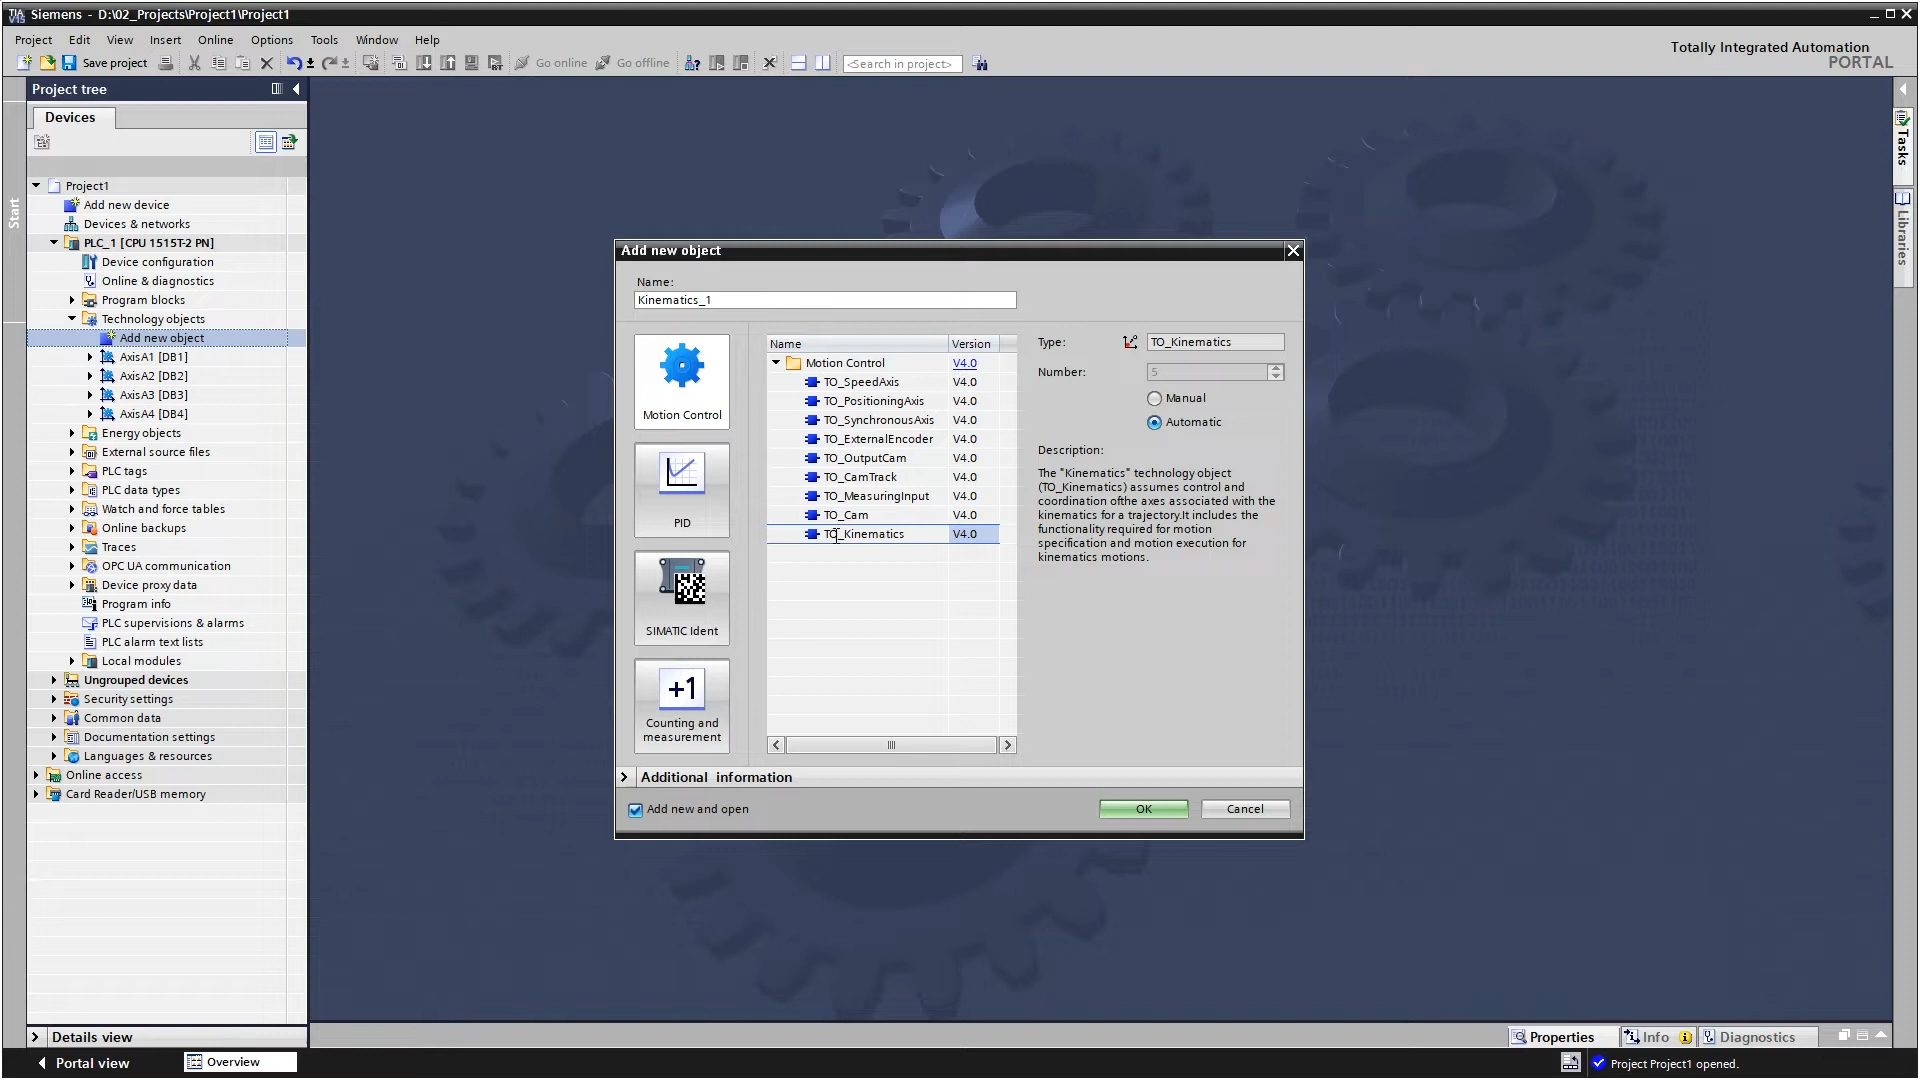 Siemens - D:\02_Projects\Project1\Project1
Project Edit View Insert Online Options Tools Window Help
Totally Integrated Automation
PORTAL
Save project
Go online
Go offline
<Search in project>
Project tree
Devices
Start
Project1
Add new device
Devices & networks
PLC_1 [CPU 1515T-2 PN]
Device configuration
Online & diagnostics
Program blocks
Technology objects
Add new object
AxisA1 [DB1]
AxisA2 [DB2]
AxisA3 [DB3]
AxisA4 [DB4]
Energy objects
External source files
PLC tags
PLC data types
Watch and force tables
Online backups
Traces
OPC UA communication
Device proxy data
Program info
PLC supervisions & alarms
PLC alarm text lists
Local modules
Ungrouped devices
Security settings
Common data
Documentation settings
Languages & resources
Online access
Card Reader/USB memory
Details view
Add new object
Name:
Kinematics_1
Motion Control
PID
SIMATIC Ident
+1
Counting and
measurement
Name Version
Motion Control V4.0
TO_SpeedAxis V4.0
TO_PositioningAxis V4.0
TO_SynchronousAxis V4.0
TO_ExternalEncoder V4.0
TO_OutputCam V4.0
TO_CamTrack V4.0
TO_MeasuringInput V4.0
TO_Cam V4.0
TO_Kinematics V4.0
Type: TO_Kinematics
Number: 5
Manual
Automatic
Description:
The "Kinematics" technology object
(TO_Kinematics) assumes control and
coordination ofthe axes associated with the
kinematics for a trajectory.It includes the
functionality required for motion
specification and motion execution for
kinematics motions.
Additional information
Add new and open
OK
Cancel
Tasks
Libraries
Properties
Info
Diagnostics
Portal view
Overview
Project Project1 opened.